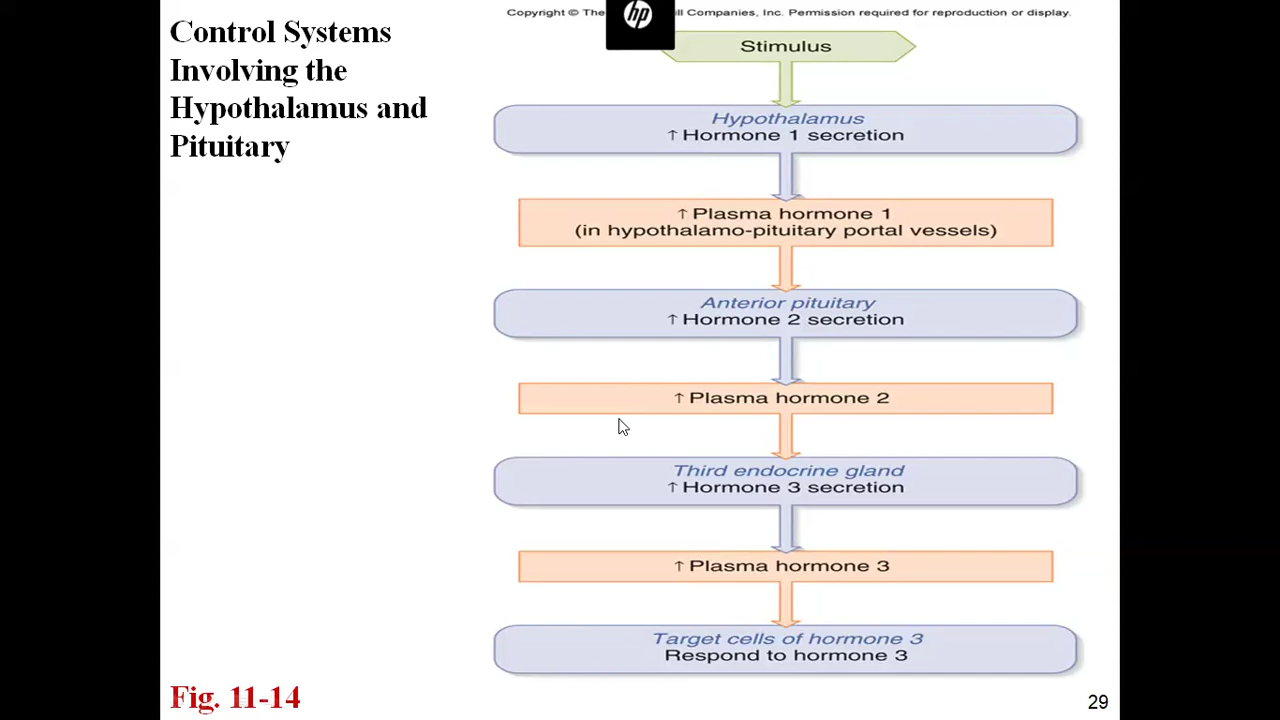 Control Systems
Involving the
Hypothalamus and
Pituitary
hp
Copyright © The ill Companies, Inc. Permission required for reproduction or display.
Stimulus
Hypothalamus
↑ Hormone 1 secretion
↑ Plasma hormone 1
(in hypothalamo-pituitary portal vessels)
Anterior pituitary
↑ Hormone 2 secretion
↑ Plasma hormone 2
Third endocrine gland
↑ Hormone 3 secretion
↑ Plasma hormone 3
Target cells of hormone 3
Respond to hormone 3
Fig. 11-14
29